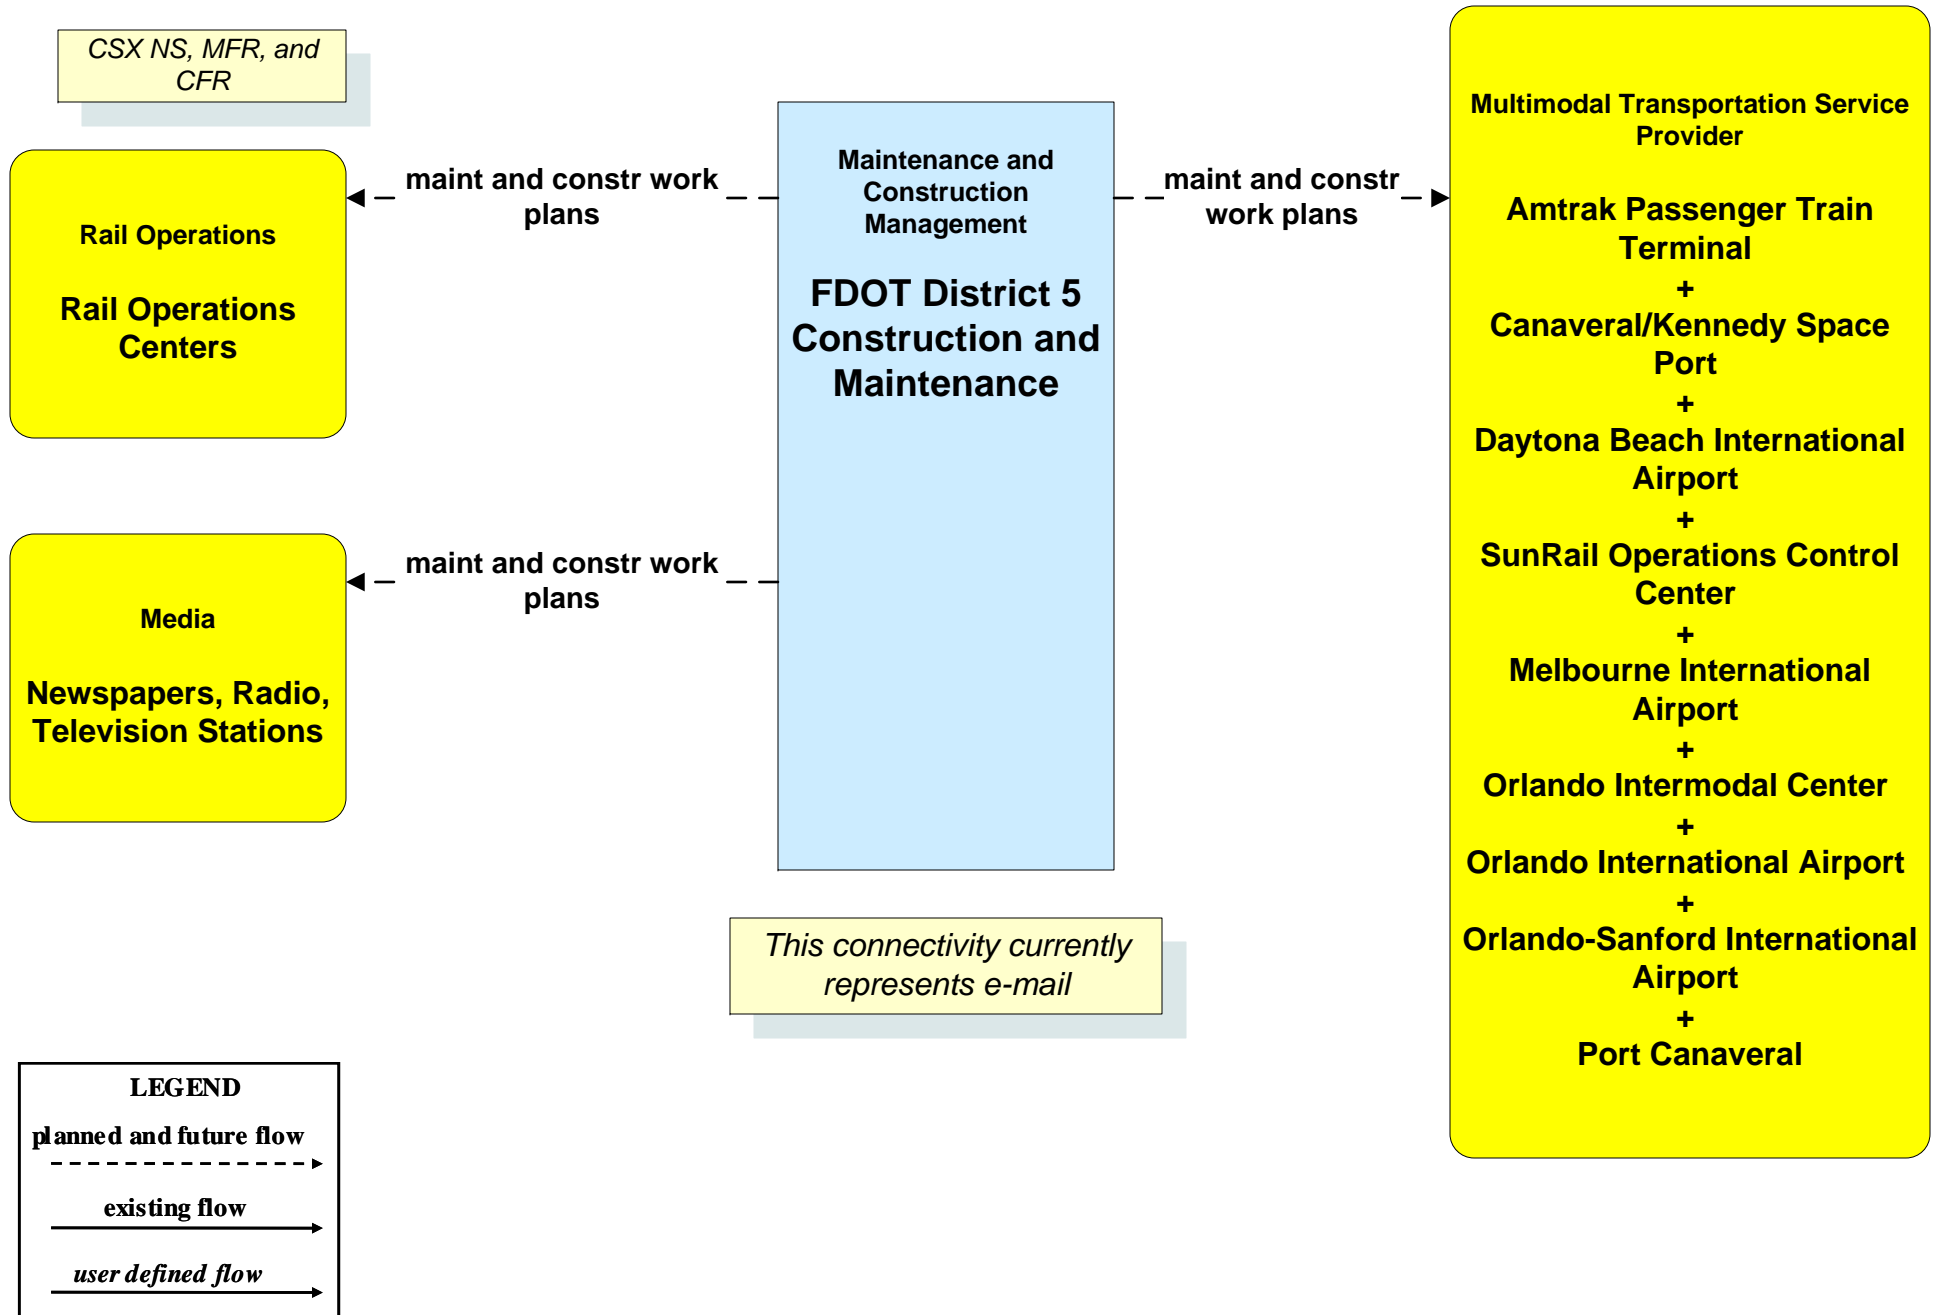 CSX NS, MFR, and
CFR
Rail Operations
Rail Operations
Centers
maint and constr work
plans
Media
Newspapers, Radio,
Television Stations
maint and constr work
plans
Maintenance and
Construction
Management
FDOT District 5
Construction and
Maintenance
This connectivity currently
represents e-mail
maint and constr
work plans
Multimodal Transportation Service
Provider
Amtrak Passenger Train
Terminal
+
Canaveral/Kennedy Space
Port
+
Daytona Beach International
Airport
+
SunRail Operations Control
Center
+
Melbourne International
Airport
+
Orlando Intermodal Center
+
Orlando International Airport
+
Orlando-Sanford International
Airport
+
Port Canaveral
LEGEND
planned and future flow
existing flow
user defined flow